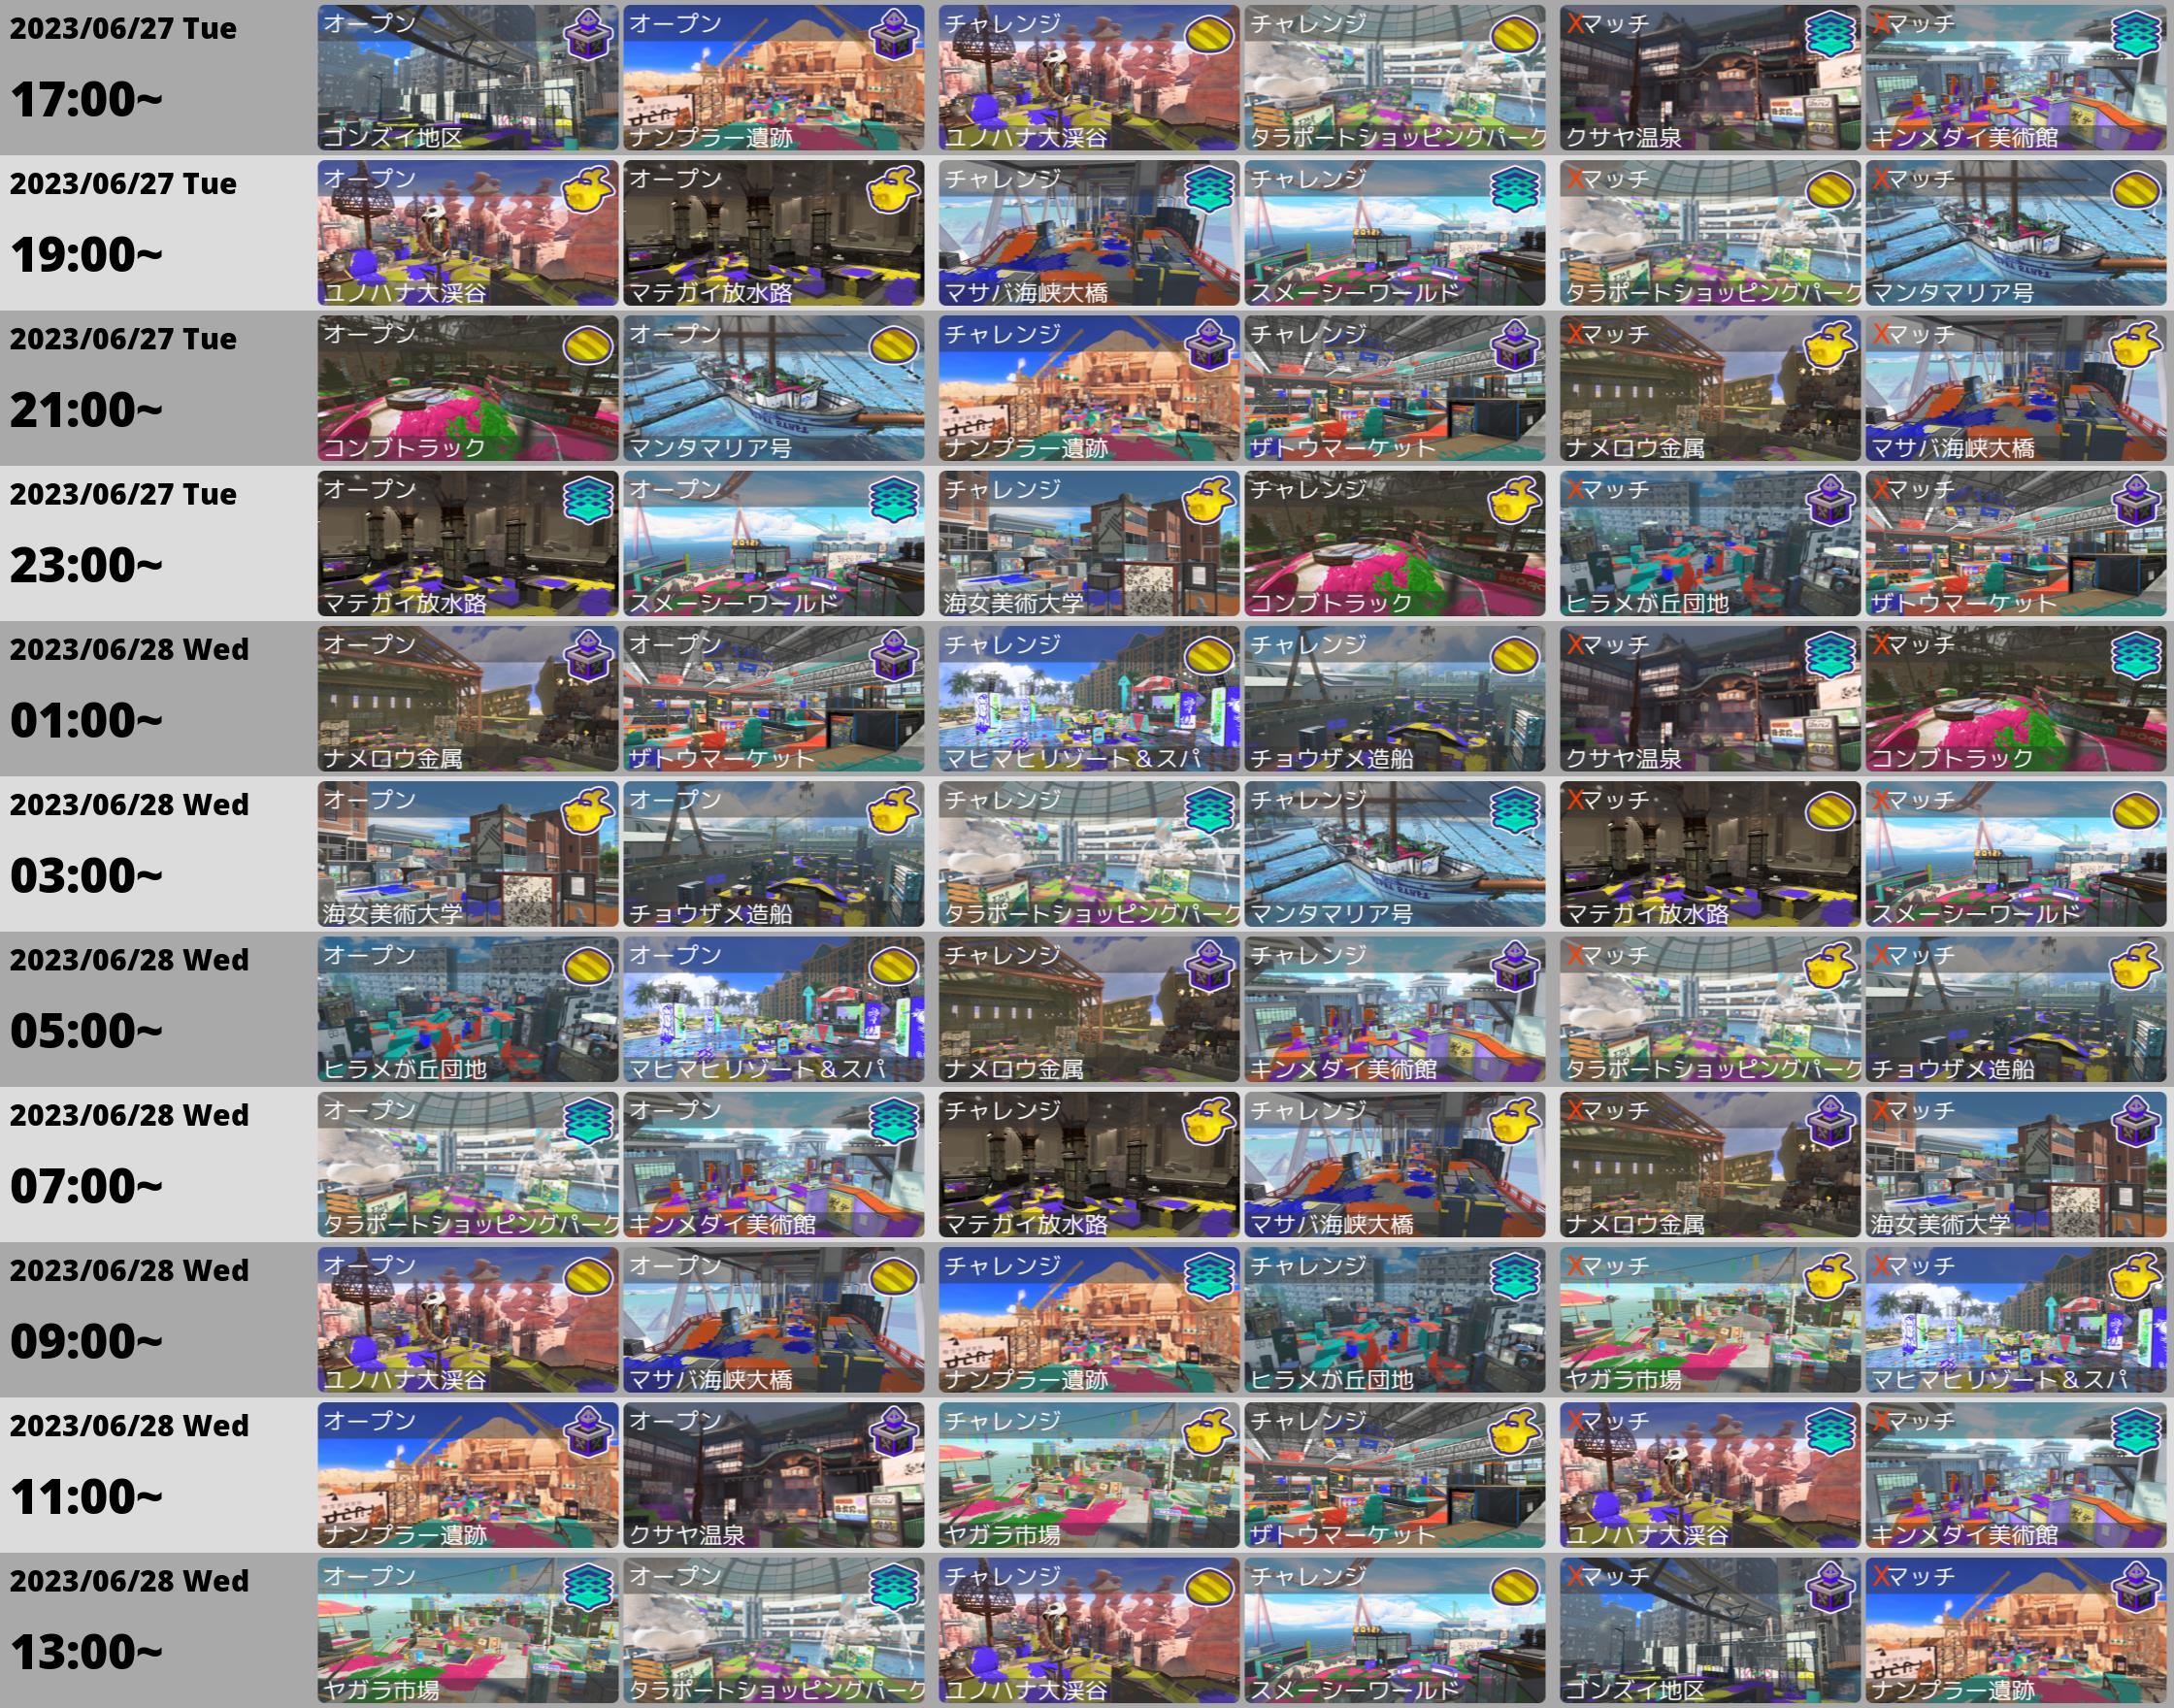 2023/06/27 Tue
17:00~
オープン オープン チャレンジ チャレンジ Xマッチ Xマッチ
ゴンズイ地区 ナンプラー遺跡 ユノハナ大渓谷 タラポートショッピングパーク クサヤ温泉 キンメダイ美術館
2023/06/27 Tue
19:00~
オープン オープン チャレンジ チャレンジ Xマッチ Xマッチ
ユノハナ大渓谷 マテガイ放水路 マサバ海峡大橋 スメーシーワールド タラポートショッピングパーク マンタマリア号
2023/06/27 Tue
21:00~
オープン オープン チャレンジ チャレンジ Xマッチ Xマッチ
コンブトラック マンタマリア号 ナンプラー遺跡 ザトウマーケット ナメロウ金属 マサバ海峡大橋
2023/06/27 Tue
23:00~
オープン オープン チャレンジ チャレンジ Xマッチ Xマッチ
マテガイ放水路 スメーシーワールド 海女美術大学 コンブトラック ヒラメが丘団地 ザトウマーケット
2023/06/28 Wed
01:00~
オープン オープン チャレンジ チャレンジ Xマッチ Xマッチ
ナメロウ金属 ザトウマーケット マヒマヒリゾート&スパ チョウザメ造船 クサヤ温泉 コンブトラック
2023/06/28 Wed
03:00~
オープン オープン チャレンジ チャレンジ Xマッチ Xマッチ
海女美術大学 チョウザメ造船 タラポートショッピングパーク マンタマリア号 マテガイ放水路 スメーシーワールド
2023/06/28 Wed
05:00~
オープン オープン チャレンジ チャレンジ Xマッチ Xマッチ
ヒラメが丘団地 マヒマヒリゾート&スパ ナメロウ金属 キンメダイ美術館 タラポートショッピングパーク チョウザメ造船
2023/06/28 Wed
07:00~
オープン オープン チャレンジ チャレンジ Xマッチ Xマッチ
タラポートショッピングパーク キンメダイ美術館 マテガイ放水路 マサバ海峡大橋 ナメロウ金属 海女美術大学
2023/06/28 Wed
09:00~
オープン オープン チャレンジ チャレンジ Xマッチ Xマッチ
ユノハナ大渓谷 マサバ海峡大橋 ナンプラー遺跡 ヒラメが丘団地 ヤガラ市場 マヒマヒリゾート&スパ
2023/06/28 Wed
11:00~
オープン オープン チャレンジ チャレンジ Xマッチ Xマッチ
ナンプラー遺跡 クサヤ温泉 ヤガラ市場 ザトウマーケット ユノハナ大渓谷 キンメダイ美術館
2023/06/28 Wed
13:00~
オープン オープン チャレンジ チャレンジ Xマッチ Xマッチ
ヤガラ市場 タラポートショッピングパーク ユノハナ大渓谷 スメーシーワールド ゴンズイ地区 ナンプラー遺跡